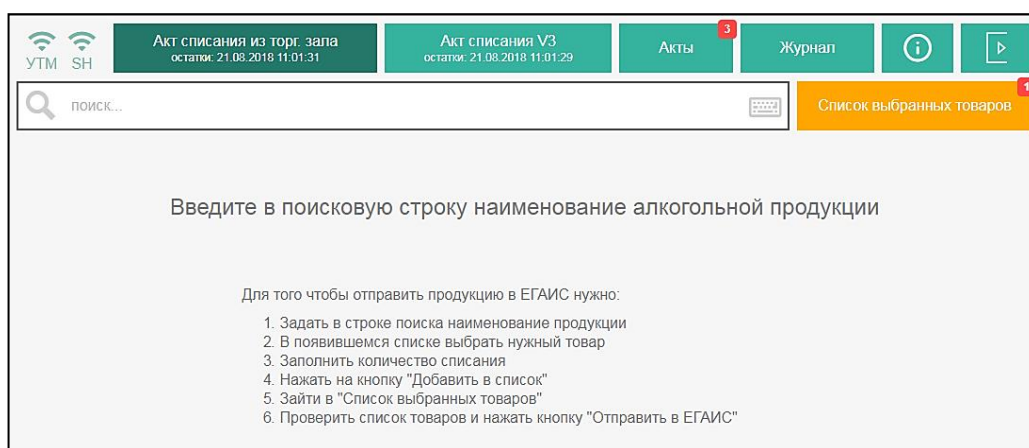 УТМ SH
Акт списания из торг. зала
остатки: 21.08.2018 11:01:31
Акт списания V3
остатки: 21.08.2018 11:01:29
Акты
3
Журнал
поиск...
Список выбранных товаров
1
Введите в поисковую строку наименование алкогольной продукции
Для того чтобы отправить продукцию в ЕГАИС нужно:
1. Задать в строке поиска наименование продукции
2. В появившемся списке выбрать нужный товар
3. Заполнить количество списания
4. Нажать на кнопку "Добавить в список"
5. Зайти в "Список выбранных товаров"
6. Проверить список товаров и нажать кнопку "Отправить в ЕГАИС"